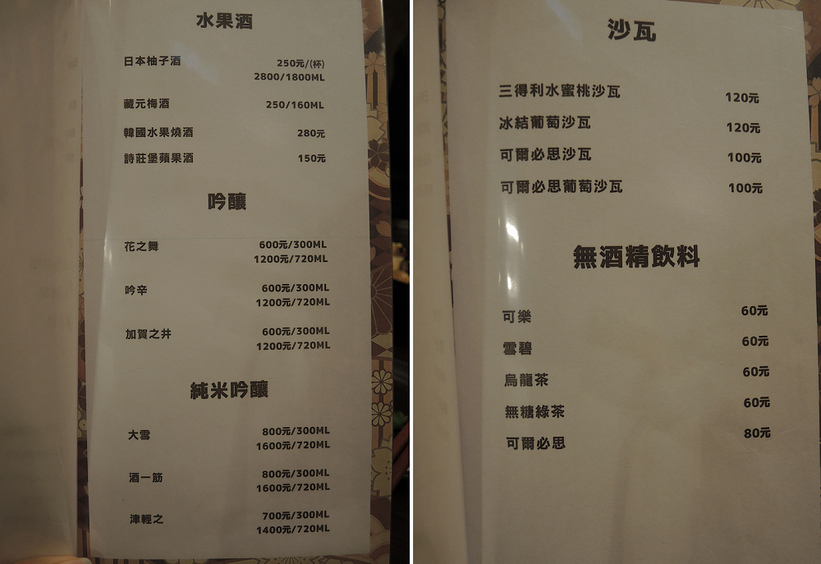 水果酒
日本柚子酒 250元/(杯)
2800/1800ML
藏元梅酒 250/160ML
韓國水果燒酒 280元
詩莊堡蘋果酒 150元
吟釀
花之舞 600元/300ML
1200元/720ML
吟辛 600元/300ML
1200元/720ML
加賀之井 600元/300ML
1200元/720ML
純米吟釀
大雪 800元/300ML
1600元/720ML
酒一筋 800元/300ML
1600元/720ML
津輕之 700元/300ML
1400元/720ML
沙瓦
三得利水蜜桃沙瓦 120元
冰結葡萄沙瓦 120元
可爾必思沙瓦 100元
可爾必思葡萄沙瓦 100元
無酒精飲料
可樂 60元
雪碧 60元
烏龍茶 60元
無糖綠茶 60元
可爾必思 80元